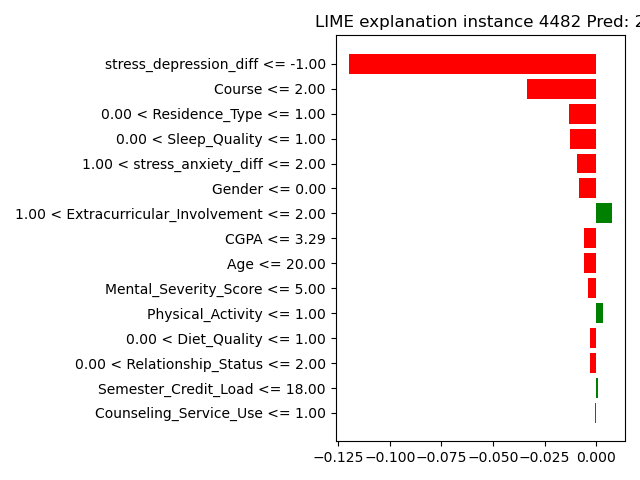 LIME explanation instance 4482 Pred: 2
stress_depression_diff <= -1.00
Course <= 2.00
0.00 < Residence_Type <= 1.00
0.00 < Sleep_Quality <= 1.00
1.00 < stress_anxiety_diff <= 2.00
Gender <= 0.00
1.00 < Extracurricular_Involvement <= 2.00
CGPA <= 3.29
Age <= 20.00
Mental_Severity_Score <= 5.00
Physical_Activity <= 1.00
0.00 < Diet_Quality <= 1.00
0.00 < Relationship_Status <= 2.00
Semester_Credit_Load <= 18.00
Counseling_Service_Use <= 1.00
−0.125 −0.100 −0.075 −0.050 −0.025 0.000